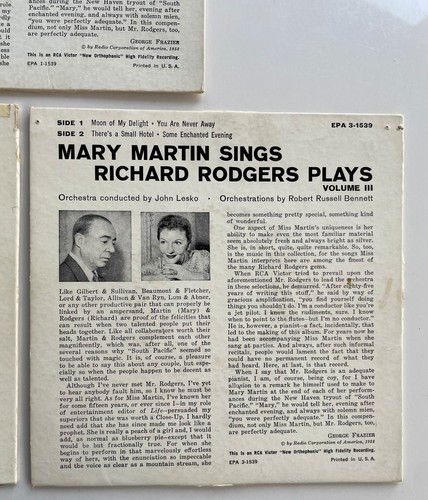 ances during the New Haven tryout of "South
Pacific." "Mary," he would tell her, evening after
evening and always, with solemn mien,
"you were perfectly adequate." In this compen-
dium, not only Miss Martin, but Mr. Rodgers, too,
are perfectly adequate.
GEORGE FRAZIER
© by Radio Corporation of America, 1958
This is an RCA Victor "New Orthophonic" High Fidelity Recording.
EPA 3-1539 Printed in U. S. A.
SIDE 1 Moon of My Delight • You Are Never Away
SIDE 2 There's a Small Hotel • Some Enchanted Evening
EPA 3-1539
MARY MARTIN SINGS
RICHARD RODGERS PLAYS
VOLUME III
Orchestra conducted by John Lesko • Orchestrations by Robert Russell Bennett
Like Gilbert & Sullivan, Beaumont & Fletcher,
Lord & Taylor, Allison & Van Ryn, Lum & Abner,
or any other productive pair that can properly be
linked by an ampersand, Martin (Mary) &
Rodgers (Richard) are proof of the felicities that
can result when two talented people put their
heads together. Like all collaborators worth their
salt, Martin & Rodgers complement each other
magnificently, which was, after all, one of the
several reasons why "South Pacific" seemed so
touched with magic. It is, of course, a pleasure
to be able to say this about any couple, but espe-
cially so when the people happen to be decent as
well as talented.
Although I've never met Mr. Rodgers, I've yet
to hear anybody fault him, so I know he must be
very all right. As for Miss Martin, I've known her
for some fifteen years, or ever since I—in my role
of entertainment editor of Life—persuaded my
superiors that she was worth a Close-Up. I hardly
need add that she has since made me look like a
prophet. She is really a peach of a girl and, I would
add, as normal as blueberry pie—except that it
would be but fractionally true. For when she
begins to perform in that marvelously effortless
way of hers, with the enunciation so impeccable
and the voice as clear as a mountain stream, she
becomes something pretty special, something kind
of wonderful.
One aspect of Miss Martin's uniqueness is her
ability to make even the most familiar material
seem absolutely fresh and always bright as silver.
She is, in short, quite, quite remarkable. So, too,
is the music in this collection, for the songs Miss
Martin interprets here are among the finest of
the many Richard Rodgers gems.
When RCA Victor tried to prevail upon the
aforementioned Mr. Rodgers to lead the orchestra
in these selections, he demurred. "After eighty-five
years of writing this stuff," he said by way of
gracious amplification, "you find yourself doing
things you shouldn't do. I'm a conductor like you're
a jet pilot. I know the rudiments, sure. I know
when to point to the flutes—but I'm no conductor."
He is, however, a pianist—a fact, incidentally, that
led to the making of this album. For years now he
had been accompanying Miss Martin when she
sang at parties. And always, after such informal
recitals, people would lament the fact that they
could have no permanent record of what they
had heard. Here, at last, is that record.
When I say that Mr. Rodgers is an adequate
pianist, I am, of course, being coy, for I have
allusion to a remark he himself used to make to
Mary Martin at the end of each of her perform-
ances during the New Haven tryout of "South
Pacific." "Mary," he would tell her, evening after
evening, and always with solemn mien,
"you were perfectly adequate." In this compen-
dium, not only Miss Martin, but Mr. Rodgers, too,
are perfectly adequate.
GEORGE FRAZIER
© by Radio Corporation of America, 1958
This is an RCA Victor "New Orthophonic" High Fidelity Recording.
EPA 3-1539 Printed in U. S. A.